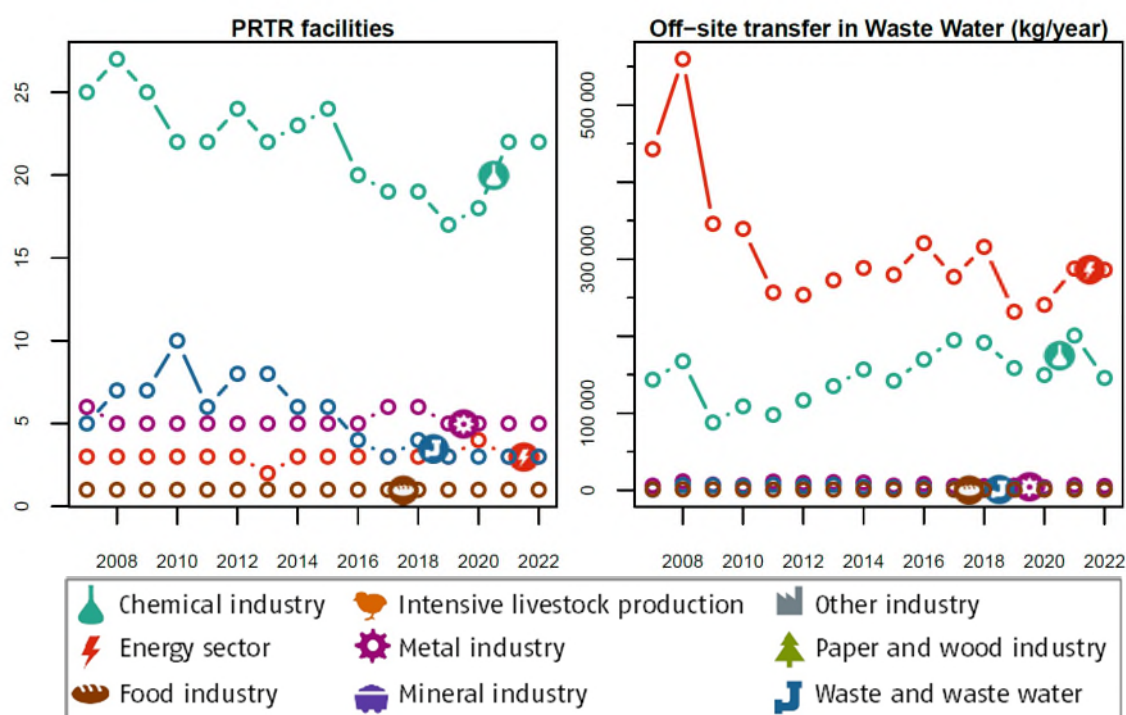 PRTR facilities
25
20
15
10
5
0
2008 2010 2012 2014 2016 2018 2020 2022
Off−site transfer in Waste Water (kg/year)
500 000
300 000
100 000
0
2008 2010 2012 2014 2016 2018 2020 2022
Chemical industry Intensive livestock production Other industry
Energy sector Metal industry Paper and wood industry
Food industry Mineral industry Waste and waste water